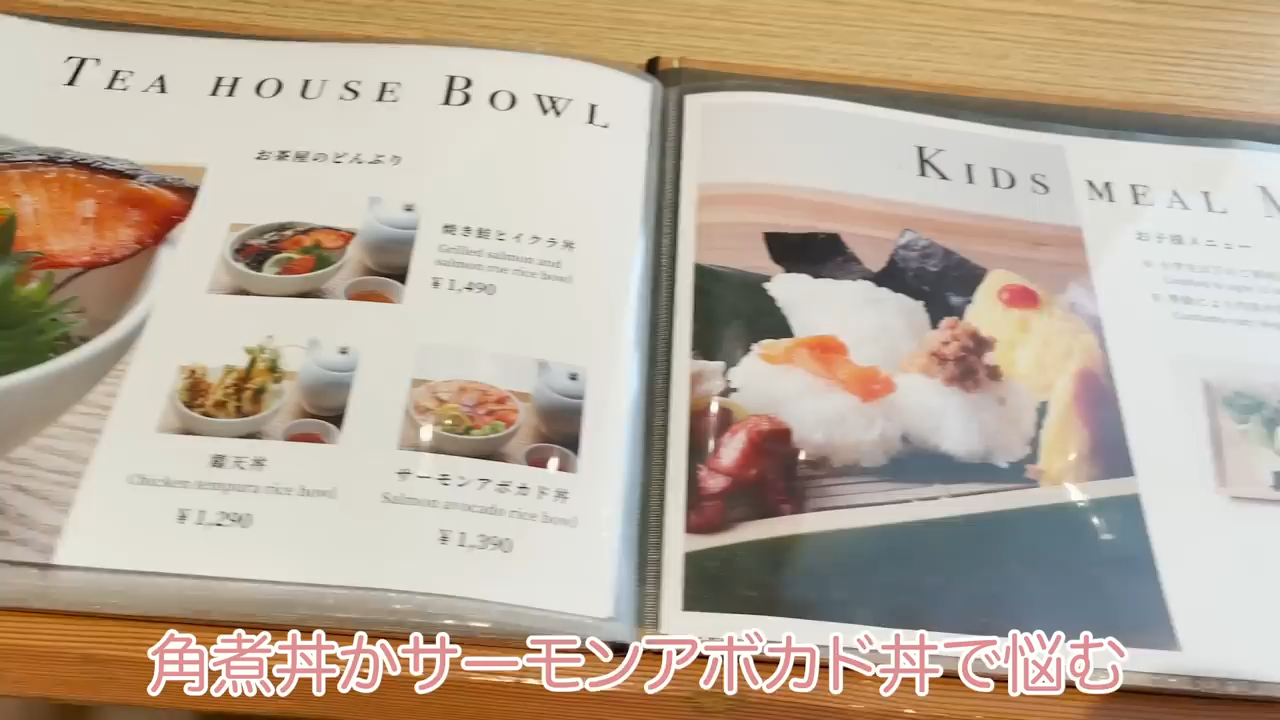 TEA HOUSE BOWL
お茶屋のどんぶり
焼き鮭とイクラ丼
Grilled salmon and
salmon roe rice bowl
¥1,490
鶏天丼
Chicken tempura rice bowl
¥1,290
サーモンアボカド丼
Salmon avocado rice bowl
¥1,390
KIDS MEAL
お子様メニュー
角煮丼かサーモンアボカド丼で悩む